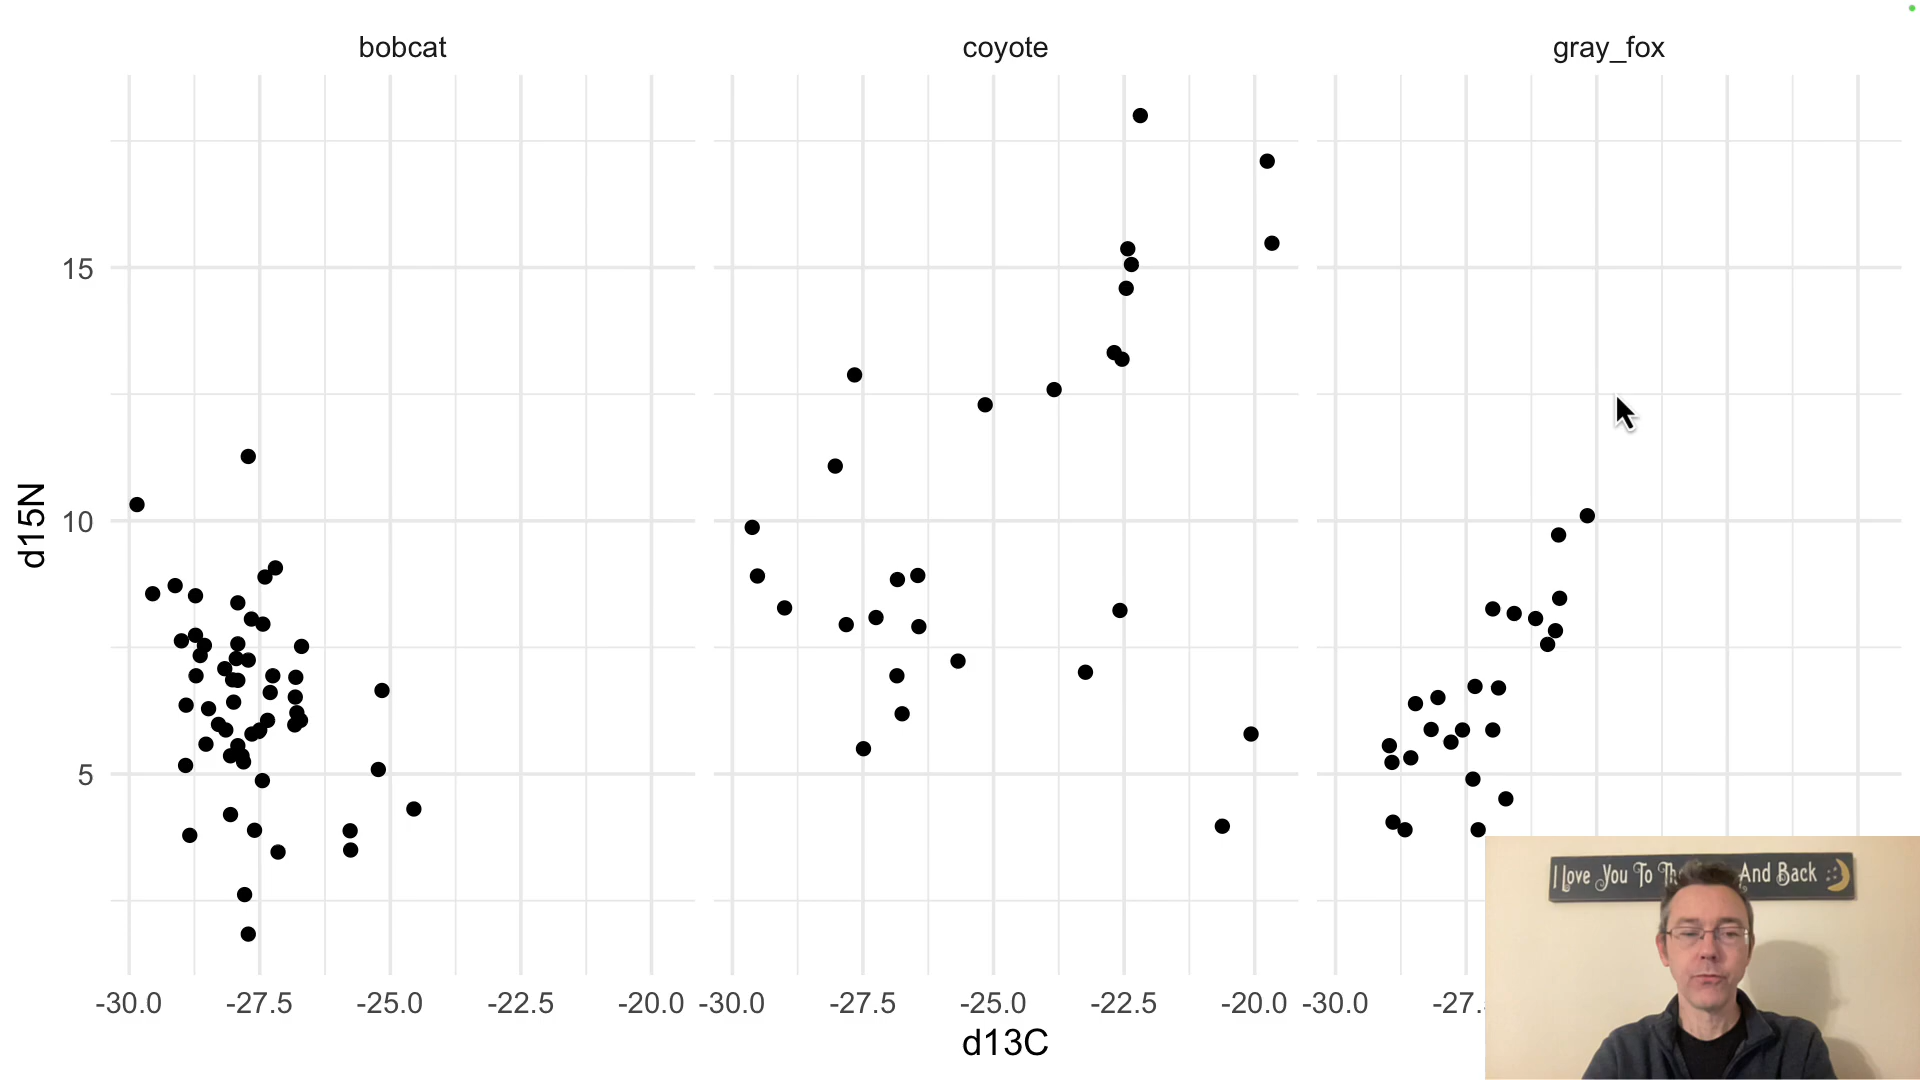 bobcat
coyote
gray_fox
15
10
5
d15N
-30.0 -27.5 -25.0 -22.5 -20.0 -30.0 -27.5 -25.0 -22.5 -20.0 -30.0 -27.
d13C
I Love You To And Back